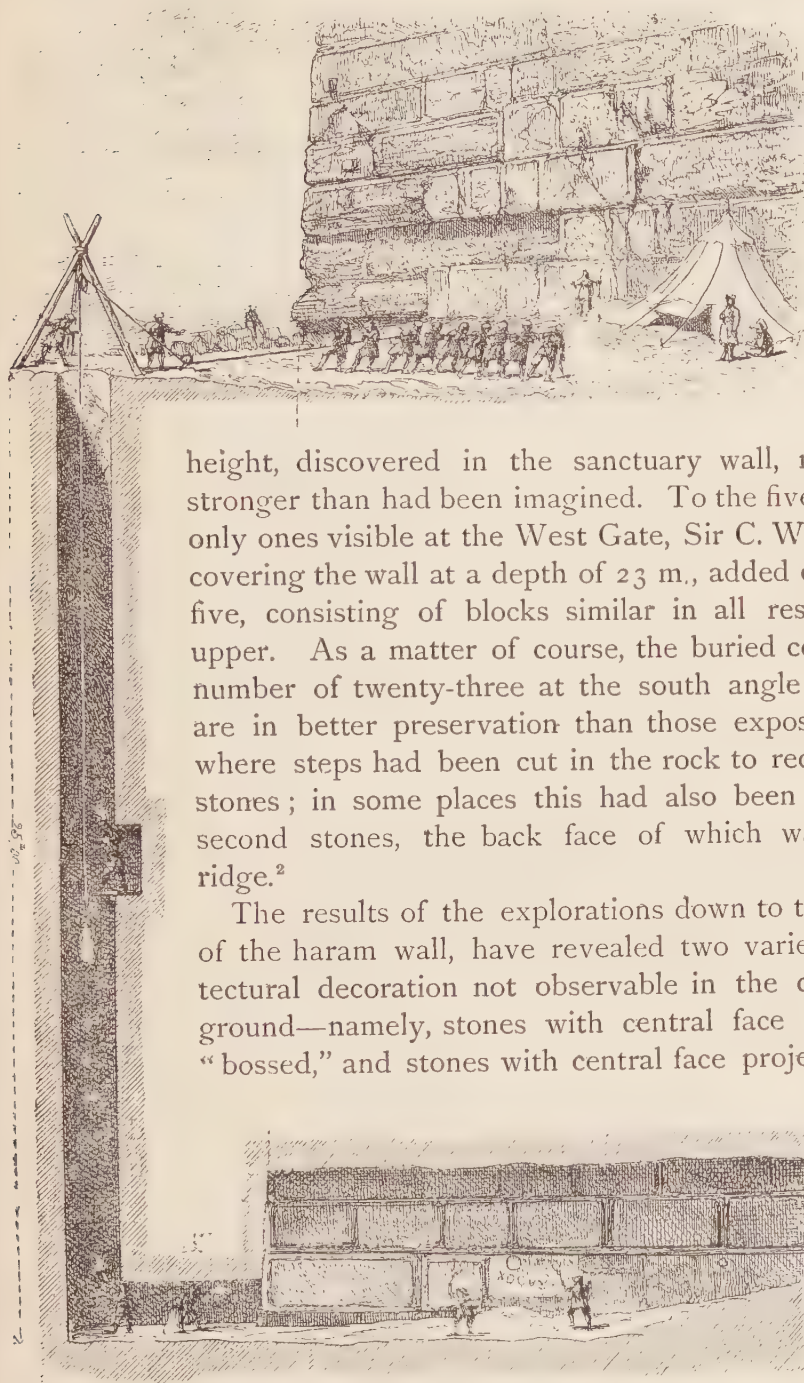 height, discovered in the sanctuary wall,
stronger than had been imagined. To the five
only ones visible at the West Gate, Sir C. W
covering the wall at a depth of 23 m., added
five, consisting of blocks similar in all res
upper. As a matter of course, the buried co
number of twenty-three at the south angle
are in better preservation than those expos
where steps had been cut in the rock to rec
stones ; in some places this had also been
second stones, the back face of which w
ridge.²
The results of the explorations down to t
of the haram wall, have revealed two varie
tectural decoration not observable in the
ground—namely, stones with central face
“bossed,” and stones with central face proje